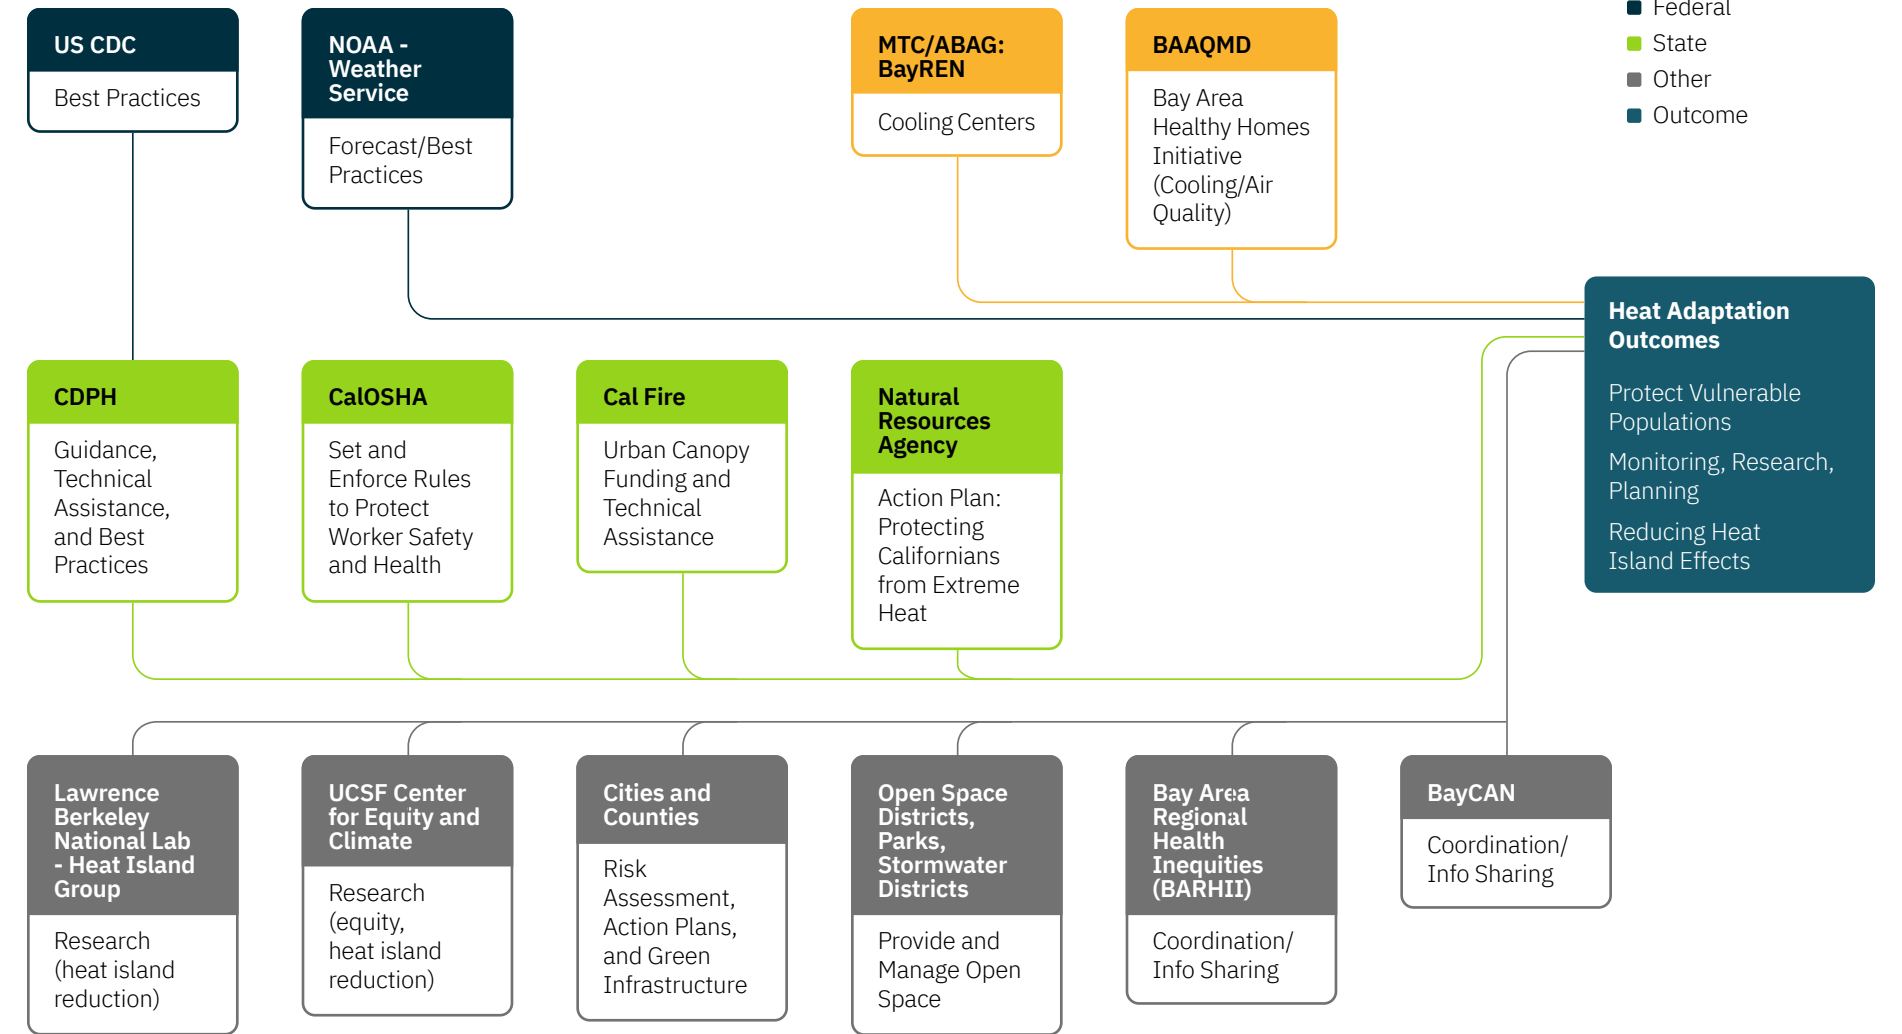 US CDC
Best Practices
NOAA -
Weather
Service
Forecast/Best
Practices
MTC/ABAG:
BayREN
Cooling Centers
BAAQMD
Bay Area
Healthy Homes
Initiative
(Cooling/Air
Quality)
Federal
State
Other
Outcome
Heat Adaptation
Outcomes
Protect Vulnerable
Populations
Monitoring, Research,
Planning
Reducing Heat
Island Effects
CDPH
Guidance,
Technical
Assistance,
and Best
Practices
CalOSHA
Set and
Enforce Rules
to Protect
Worker Safety
and Health
Cal Fire
Urban Canopy
Funding and
Technical
Assistance
Natural
Resources
Agency
Action Plan:
Protecting
Californians
from Extreme
Heat
Lawrence
Berkeley
National Lab
- Heat Island
Group
Research
(heat island
reduction)
UCSF Center
for Equity and
Climate
Research
(equity,
heat island
reduction)
Cities and
Counties
Risk
Assessment,
Action Plans,
and Green
Infrastructure
Open Space
Districts,
Parks,
Stormwater
Districts
Provide and
Manage Open
Space
Bay Area
Regional
Health
Inequities
(BARHII)
Coordination/
Info Sharing
BayCAN
Coordination/
Info Sharing